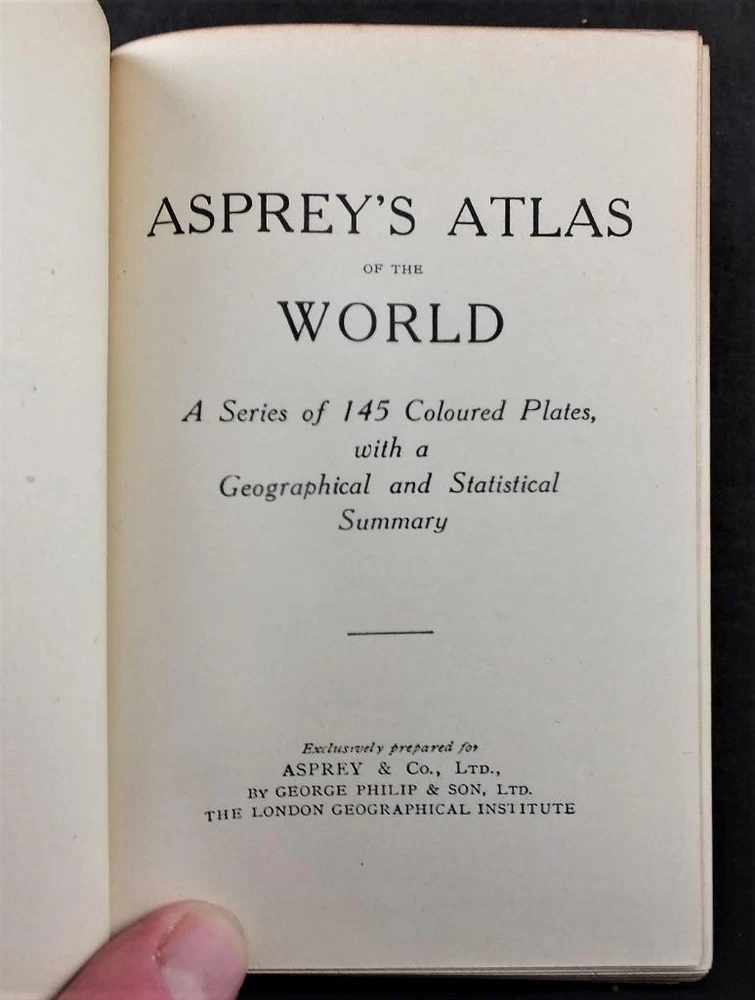 ASPREY'S ATLAS
OF THE
WORLD
A Series of 145 Coloured Plates,
with a
Geographical and Statistical
Summary
Exclusively prepared for
ASPREY & Co., Ltd.,
BY GEORGE PHILIP & SON, Ltd.
THE LONDON GEOGRAPHICAL INSTITUTE